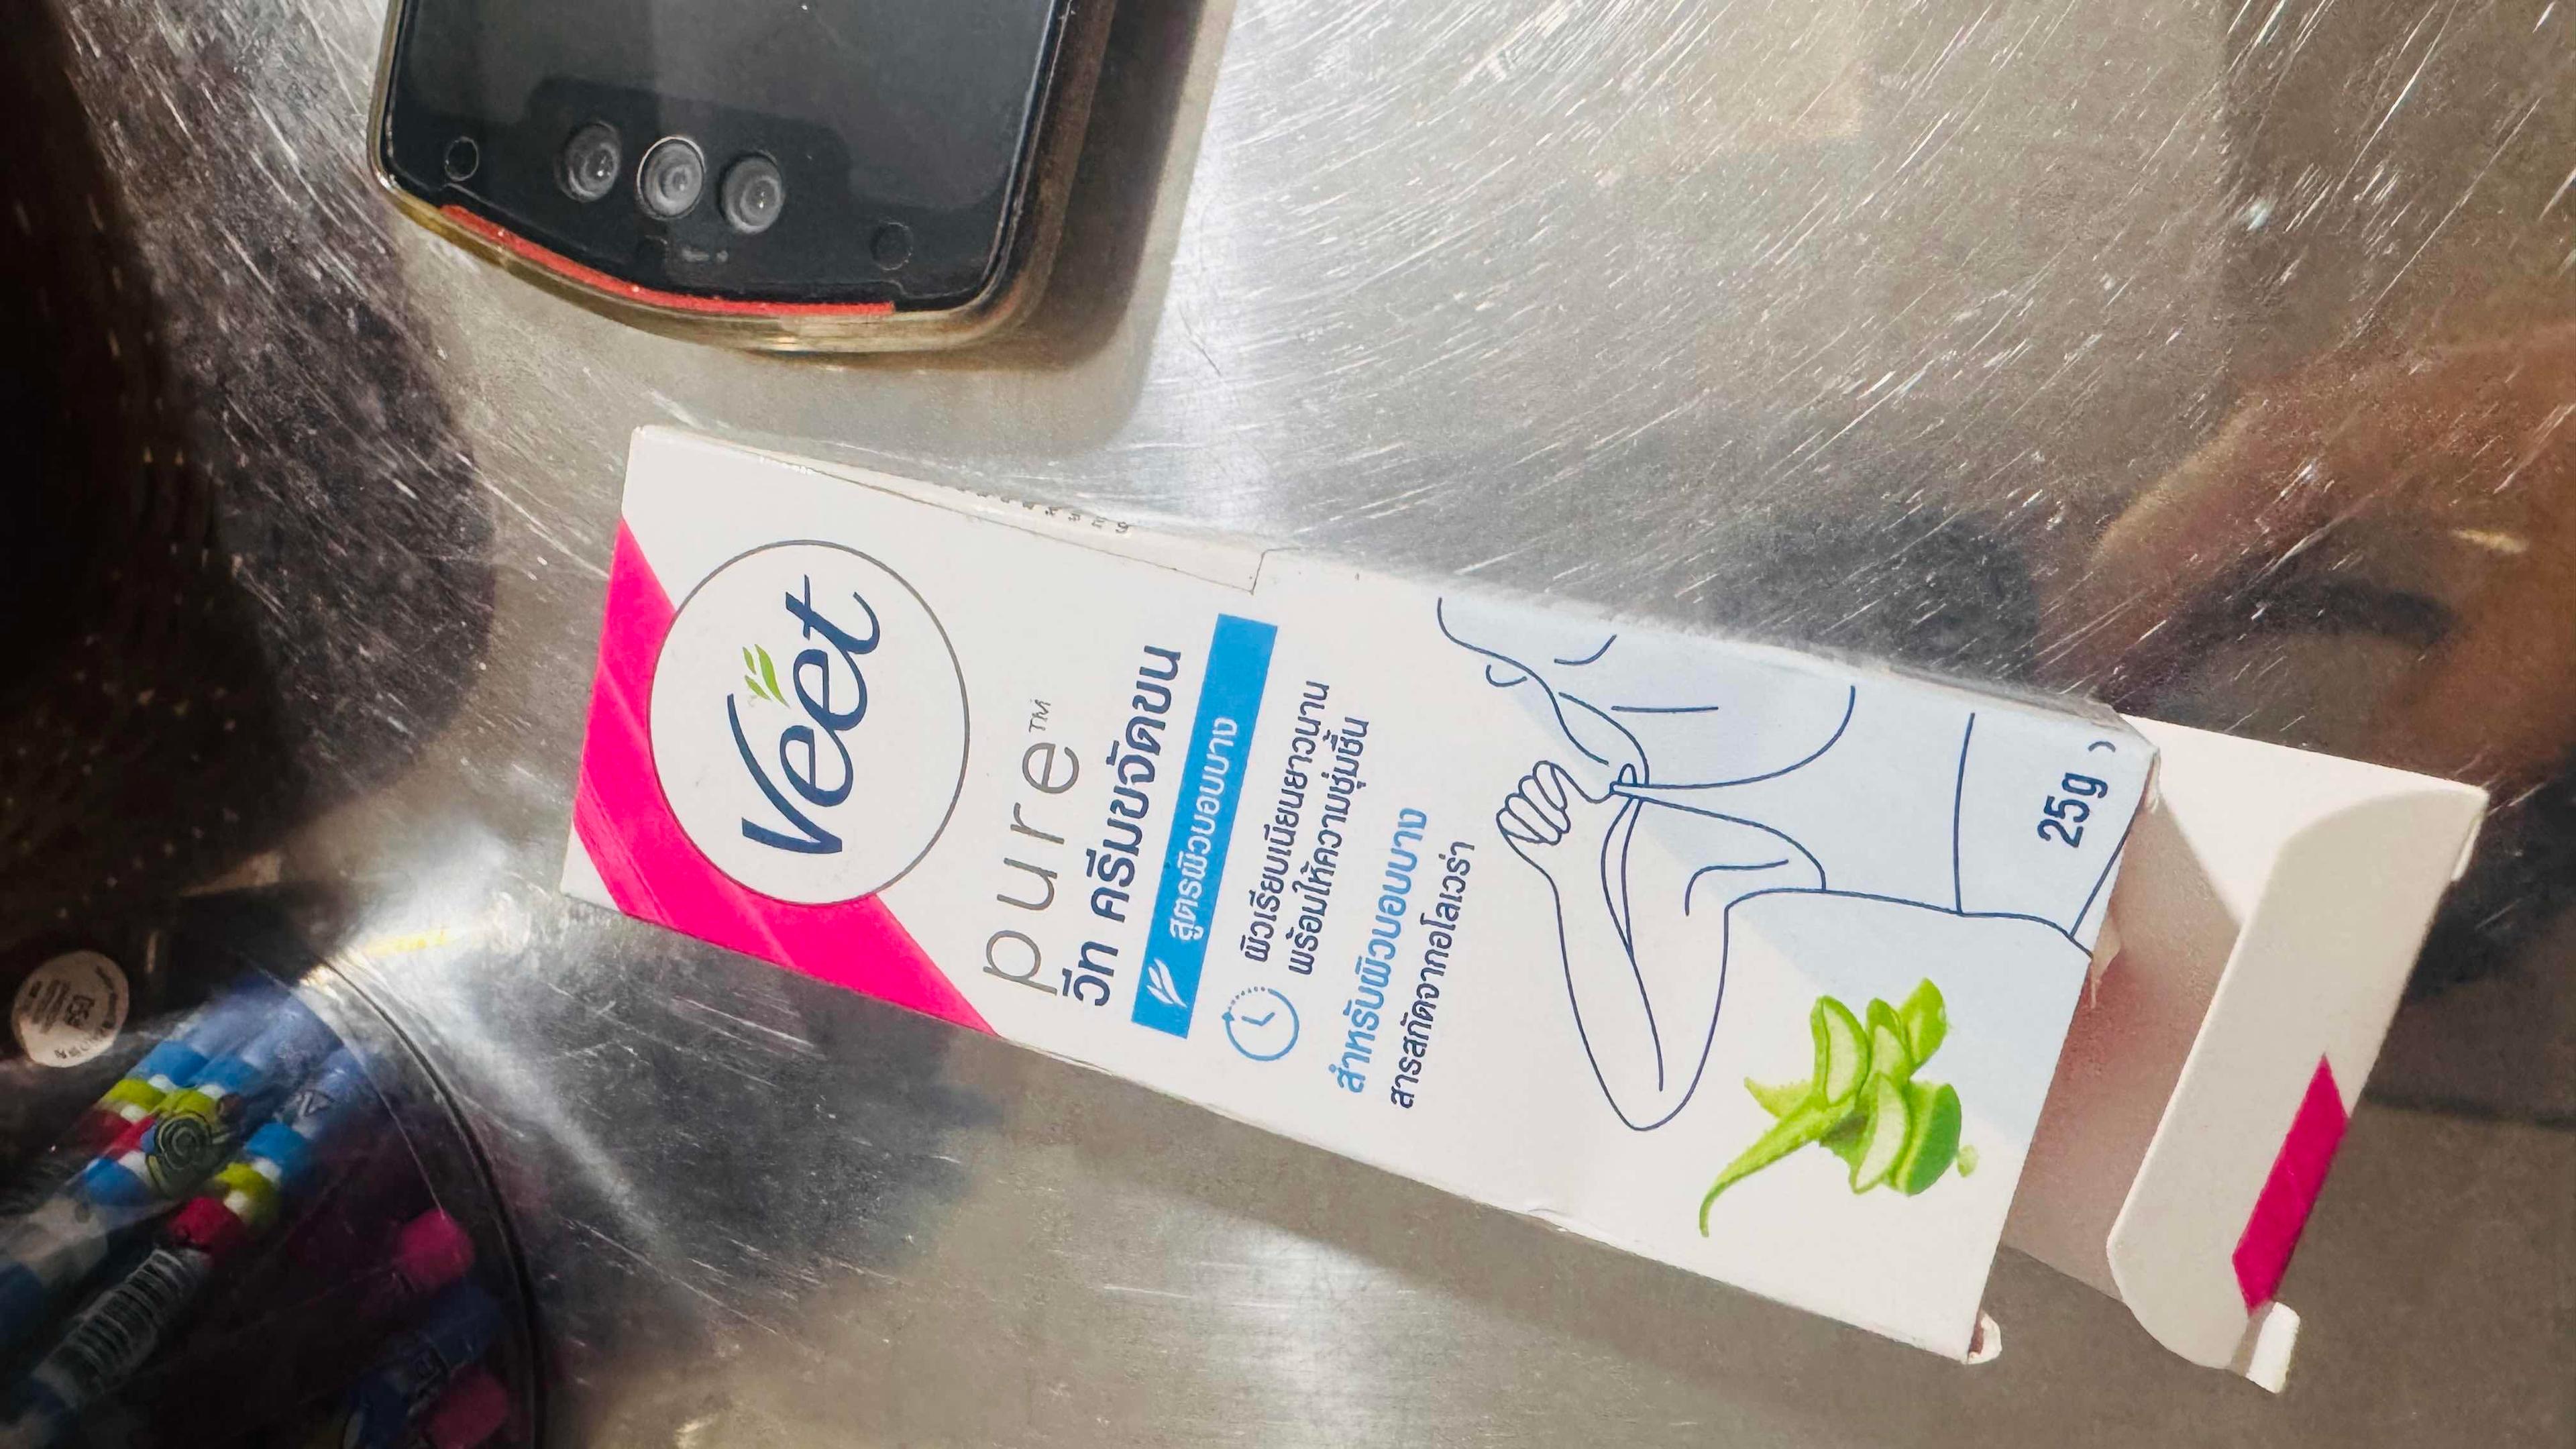 Veet
pure™
วีท ครีมขจัดขน
สูตรผิวบอบบาง
ผิวเรียบเนียนยาวนาน
พร้อมให้ความชุ่มชื้น
สำหรับผิวบอบบาง
สารสกัดจากอโลเวร่า
25g